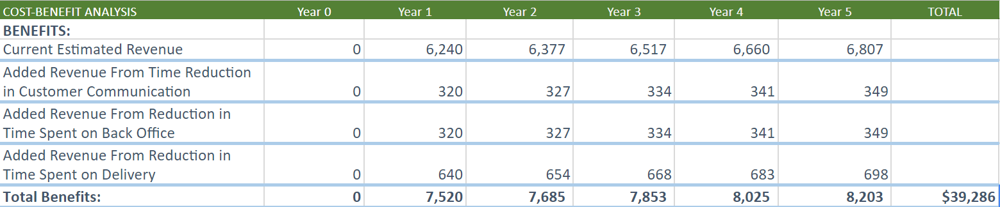 COST-BENEFIT ANALYSIS Year 0 Year 1 Year 2 Year 3 Year 4 Year 5 TOTAL
BENEFITS:
Current Estimated Revenue 0 6,240 6,377 6,517 6,660 6,807
Added Revenue From Time Reduction
in Customer Communication 0 320 327 334 341 349
Added Revenue From Reduction in
Time Spent on Back Office 0 320 327 334 341 349
Added Revenue From Reduction in
Time Spent on Delivery 0 640 654 668 683 698
Total Benefits: 0 7,520 7,685 7,853 8,025 8,203 $39,286